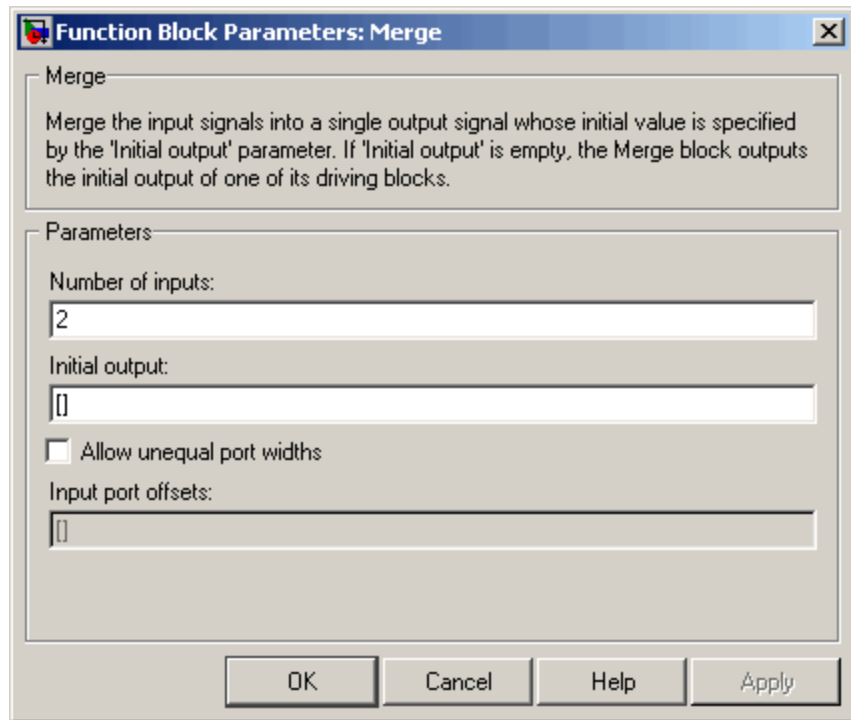 Function Block Parameters: Merge
Merge
Merge the input signals into a single output signal whose initial value is specified
by the 'Initial output' parameter. If 'Initial output' is empty, the Merge block outputs
the initial output of one of its driving blocks.
Parameters
Number of inputs:
2
Initial output:
[]
Allow unequal port widths
Input port offsets:
[]
OK Cancel Help Apply